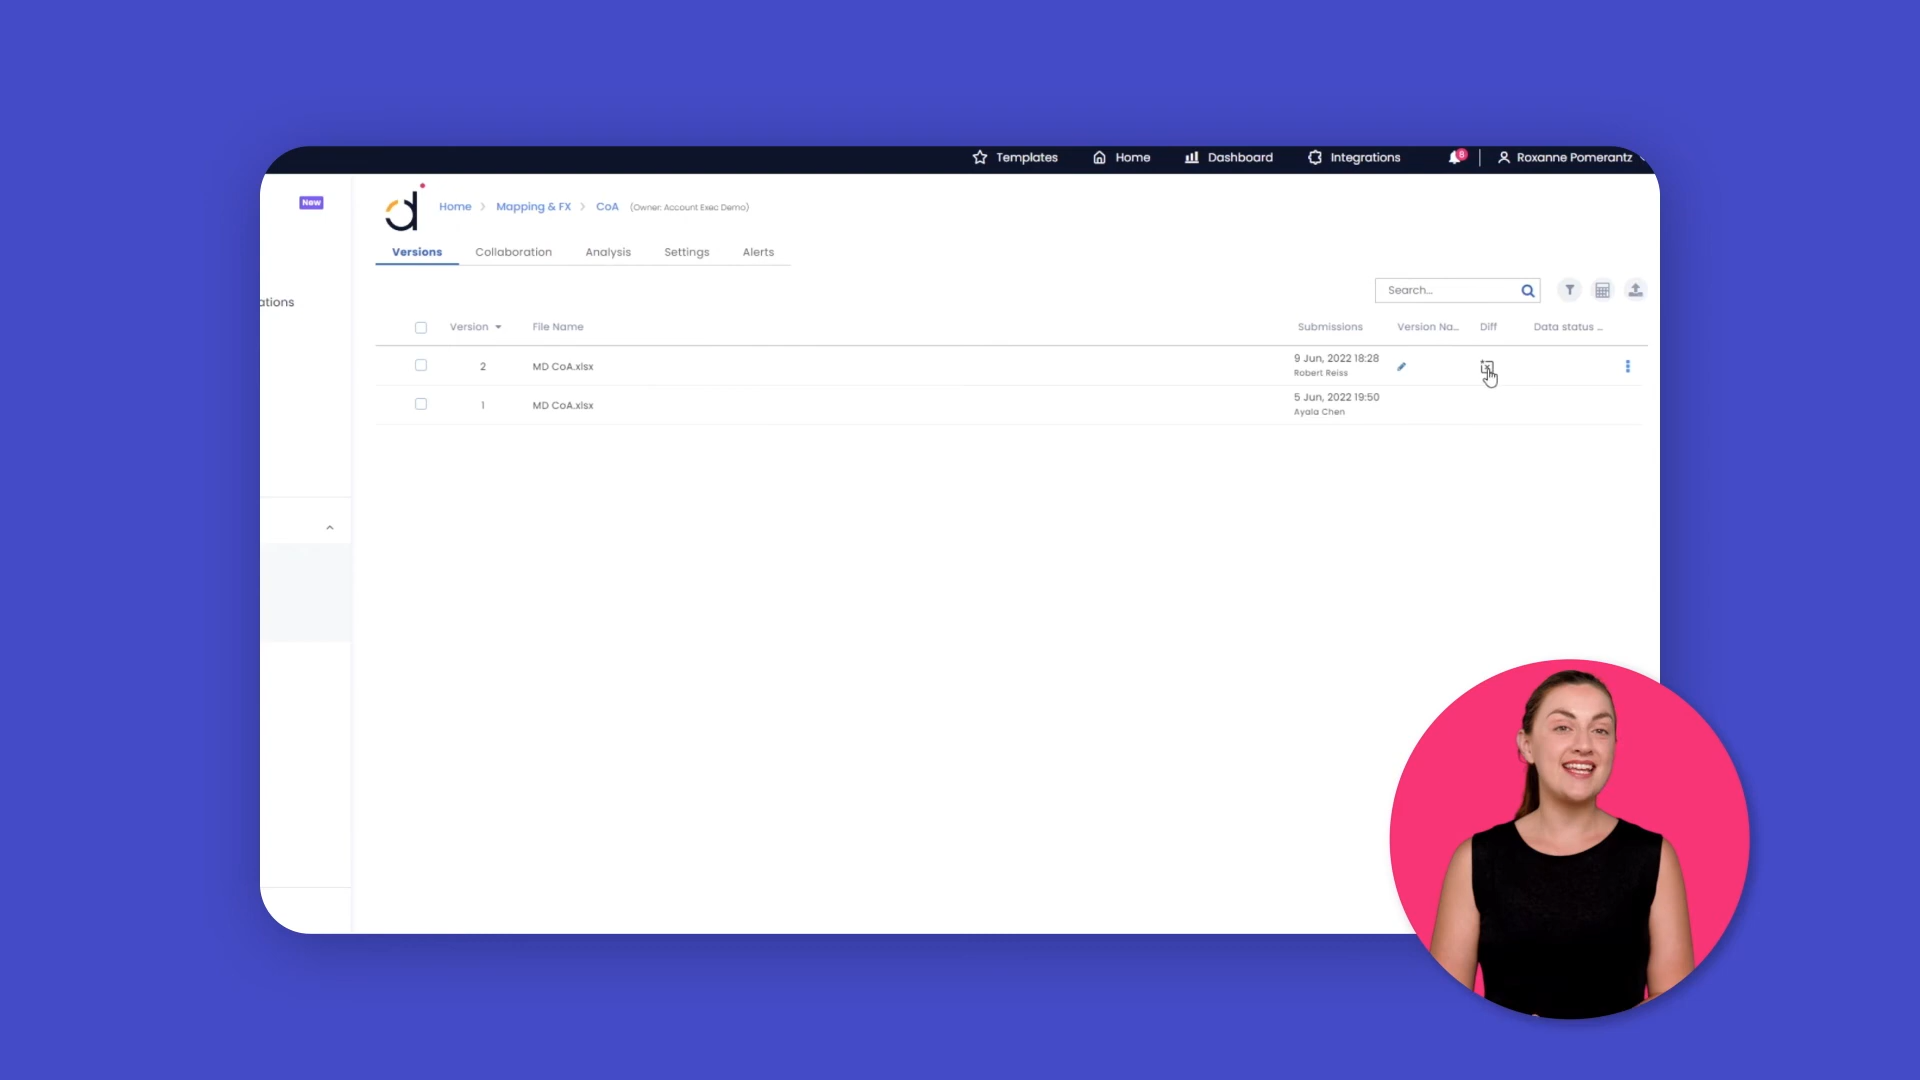 Templates Home Dashboard Integrations 8 Roxanne Pomerantz
New
Home > Mapping & FX > CoA (Owner: Account Exec Demo)
Versions Collaboration Analysis Settings Alerts
Search...
ations
Version File Name Submissions Version Na... Diff Data status ...
2 MD CoA.xlsx 9 Jun, 2022 18:28
Robert Reiss
1 MD CoA.xlsx 5 Jun, 2022 19:50
Ayala Chen